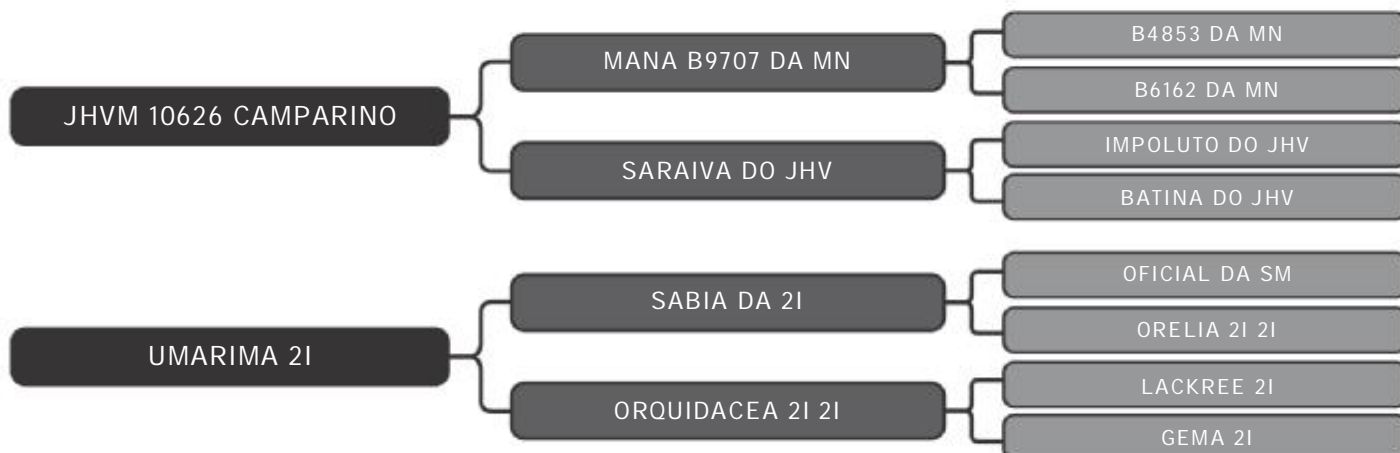 JHVM 10626 CAMPARINO
MANA B9707 DA MN
B4853 DA MN
B6162 DA MN
SARAIVA DO JHV
IMPOLUTO DO JHV
BATINA DO JHV
UMARIMA 2I
SABIA DA 2I
OFICIAL DA SM
ORELIA 2I 2I
ORQUIDACEA 2I 2I
LACKREE 2I
GEMA 2I